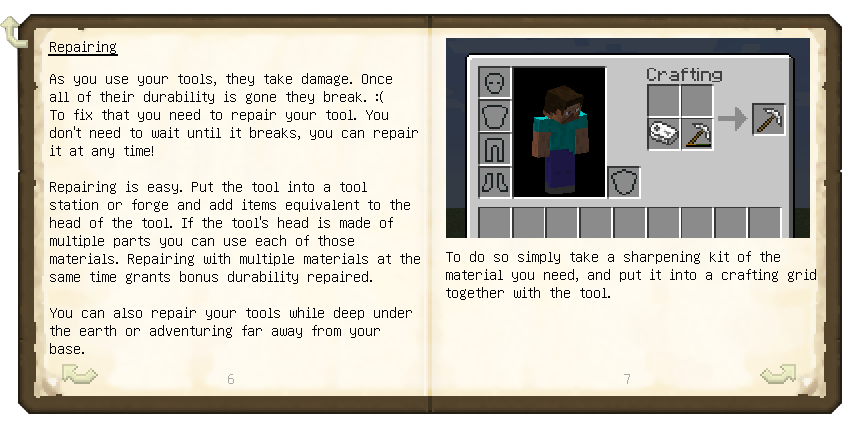 Repairing
As you use your tools, they take damage. Once
all of their durability is gone they break. :(
To fix that you need to repair your tool. You
don't need to wait until it breaks, you can repair
it at any time!
Repairing is easy. Put the tool into a tool
station or forge and add items equivalent to the
head of the tool. If the tool's head is made of
multiple parts you can use each of those
materials. Repairing with multiple materials at the
same time grants bonus durability repaired.
You can also repair your tools while deep under
the earth or adventuring far away from your
base.
6
Crafting
To do so simply take a sharpening kit of the
material you need, and put it into a crafting grid
together with the tool.
7